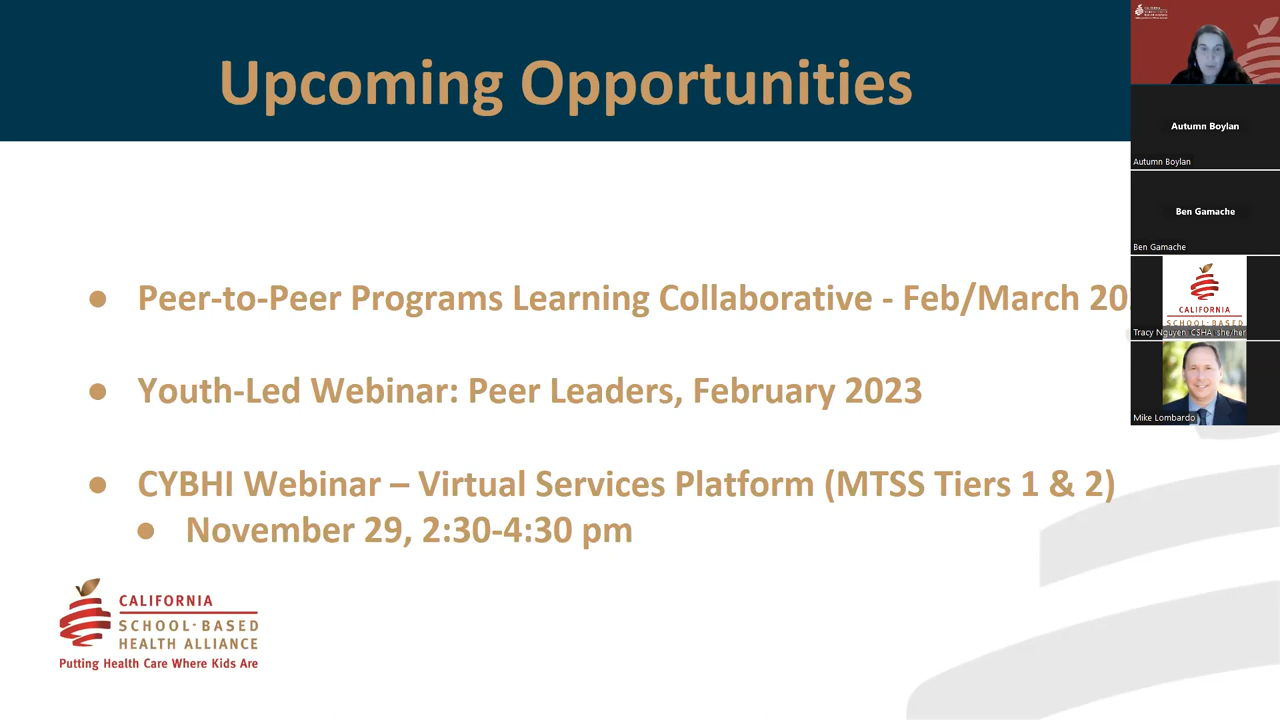 Upcoming Opportunities
Peer-to-Peer Programs Learning Collaborative - Feb/March 20
Youth-Led Webinar: Peer Leaders, February 2023
CYBHI Webinar – Virtual Services Platform (MTSS Tiers 1 & 2)
November 29, 2:30-4:30 pm
CALIFORNIA
SCHOOL-BASED
HEALTH ALLIANCE
Putting Health Care Where Kids Are
Autumn Boylan
Autumn Boylan
Ben Gamache
Ben Gamache
CALIFORNIA
SCHOOL-BASED
Tracy Nguyen, CSHA, she/her
Mike Lombardo